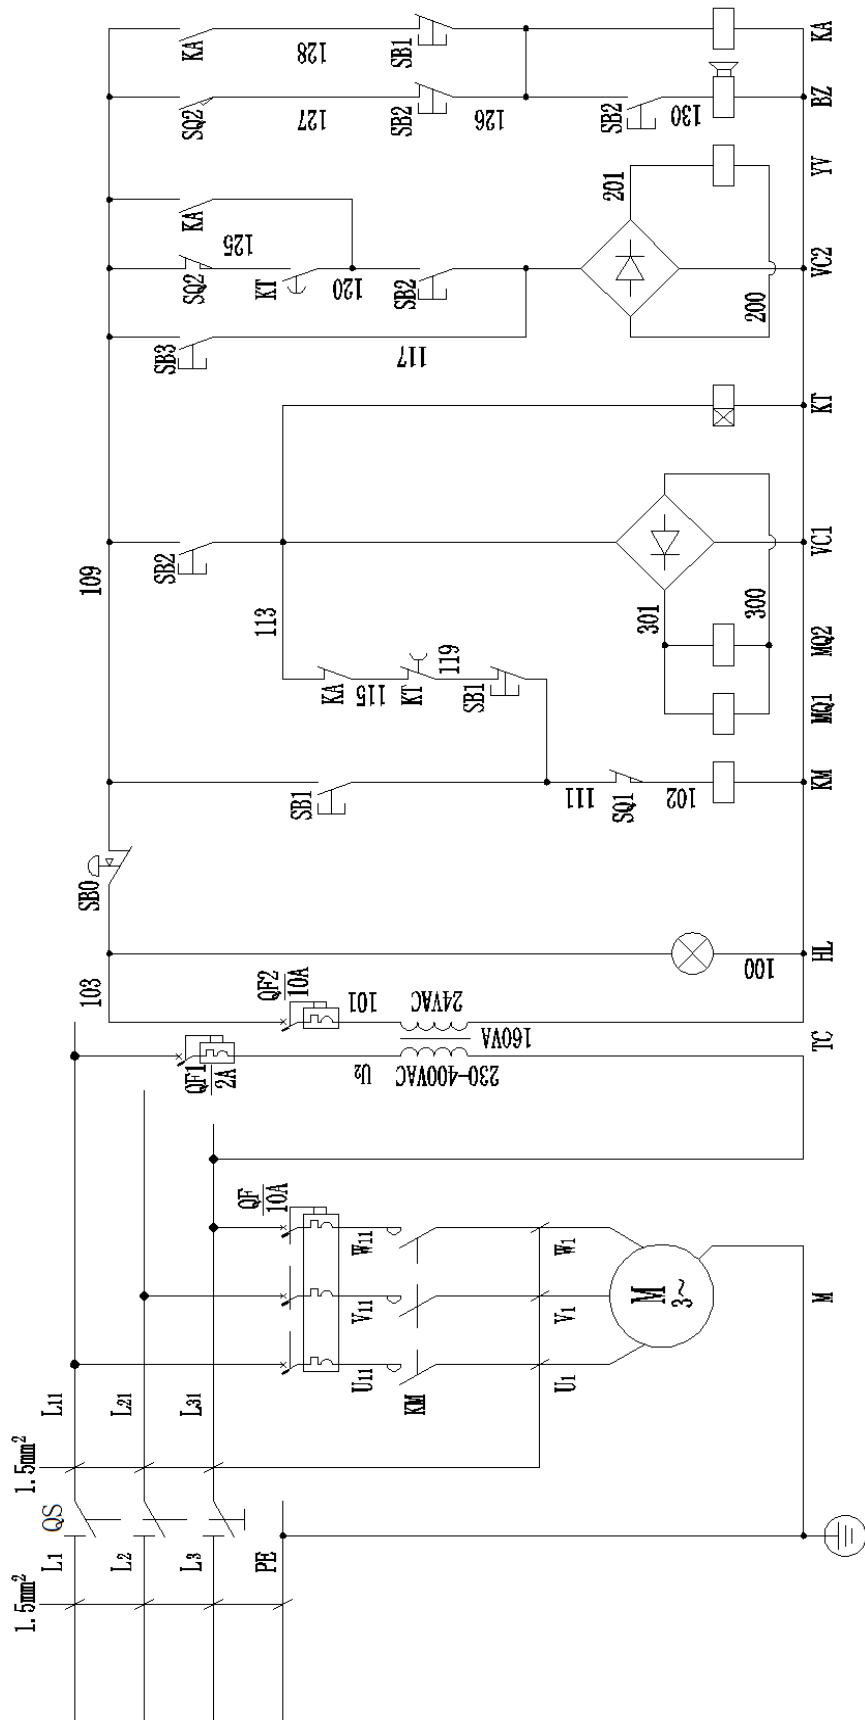 1.5mm²
1.5mm²
L1
QS
L11
L2
L21
L3
L31
PE
QF
10A
U11
V11
W11
KM
U1
V1
W1
M
3~
M
QF1
2A
U2
230-400VAC
160VA
24VAC
TC
101
QF2
10A
103
100
HL
SB0
109
SB1
111
SQ1
102
KM
113
KA
115
KT
119
SB1
MQ1
MQ2
301
300
SB2
VC1
KT
SB3
117
SQ2
125
KA
KT
120
SB2
201
200
VC2
YV
SQ2
127
SB2
126
SB2
130
BZ
KA
128
SB1
KA